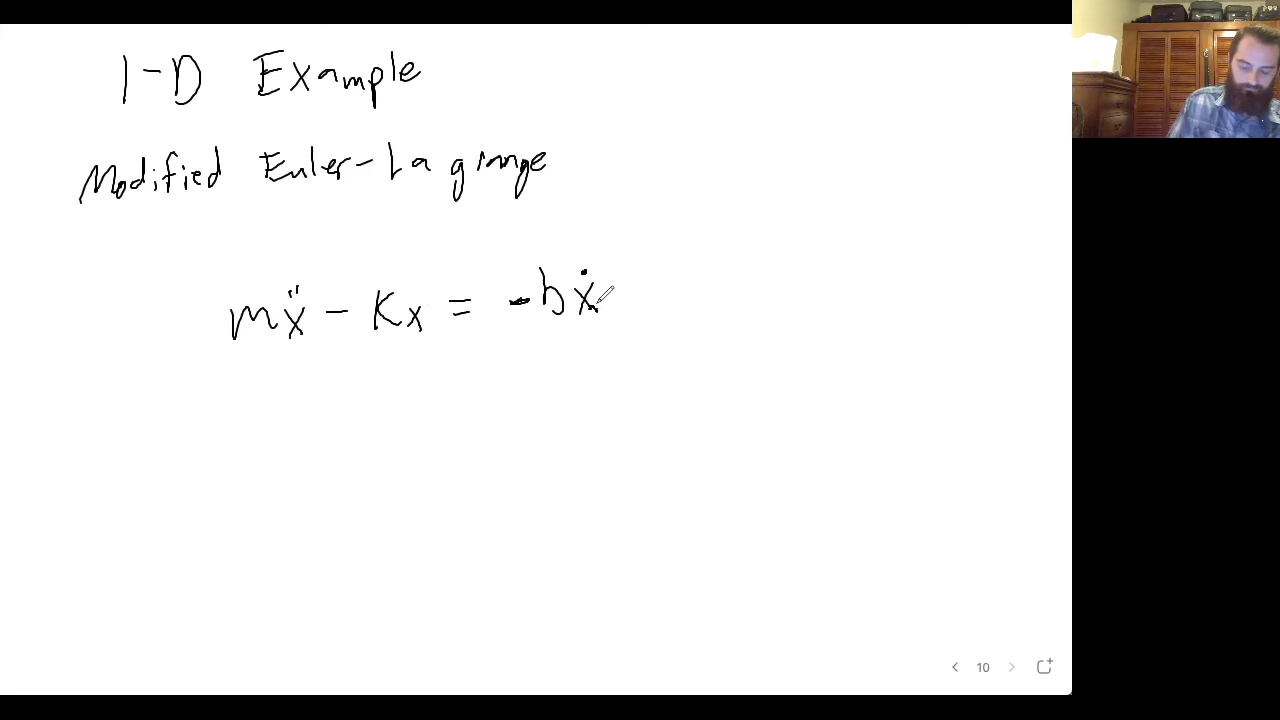 1-D Example
Modified Euler-Lagrange
mẍ - Kx = -bẋ
10